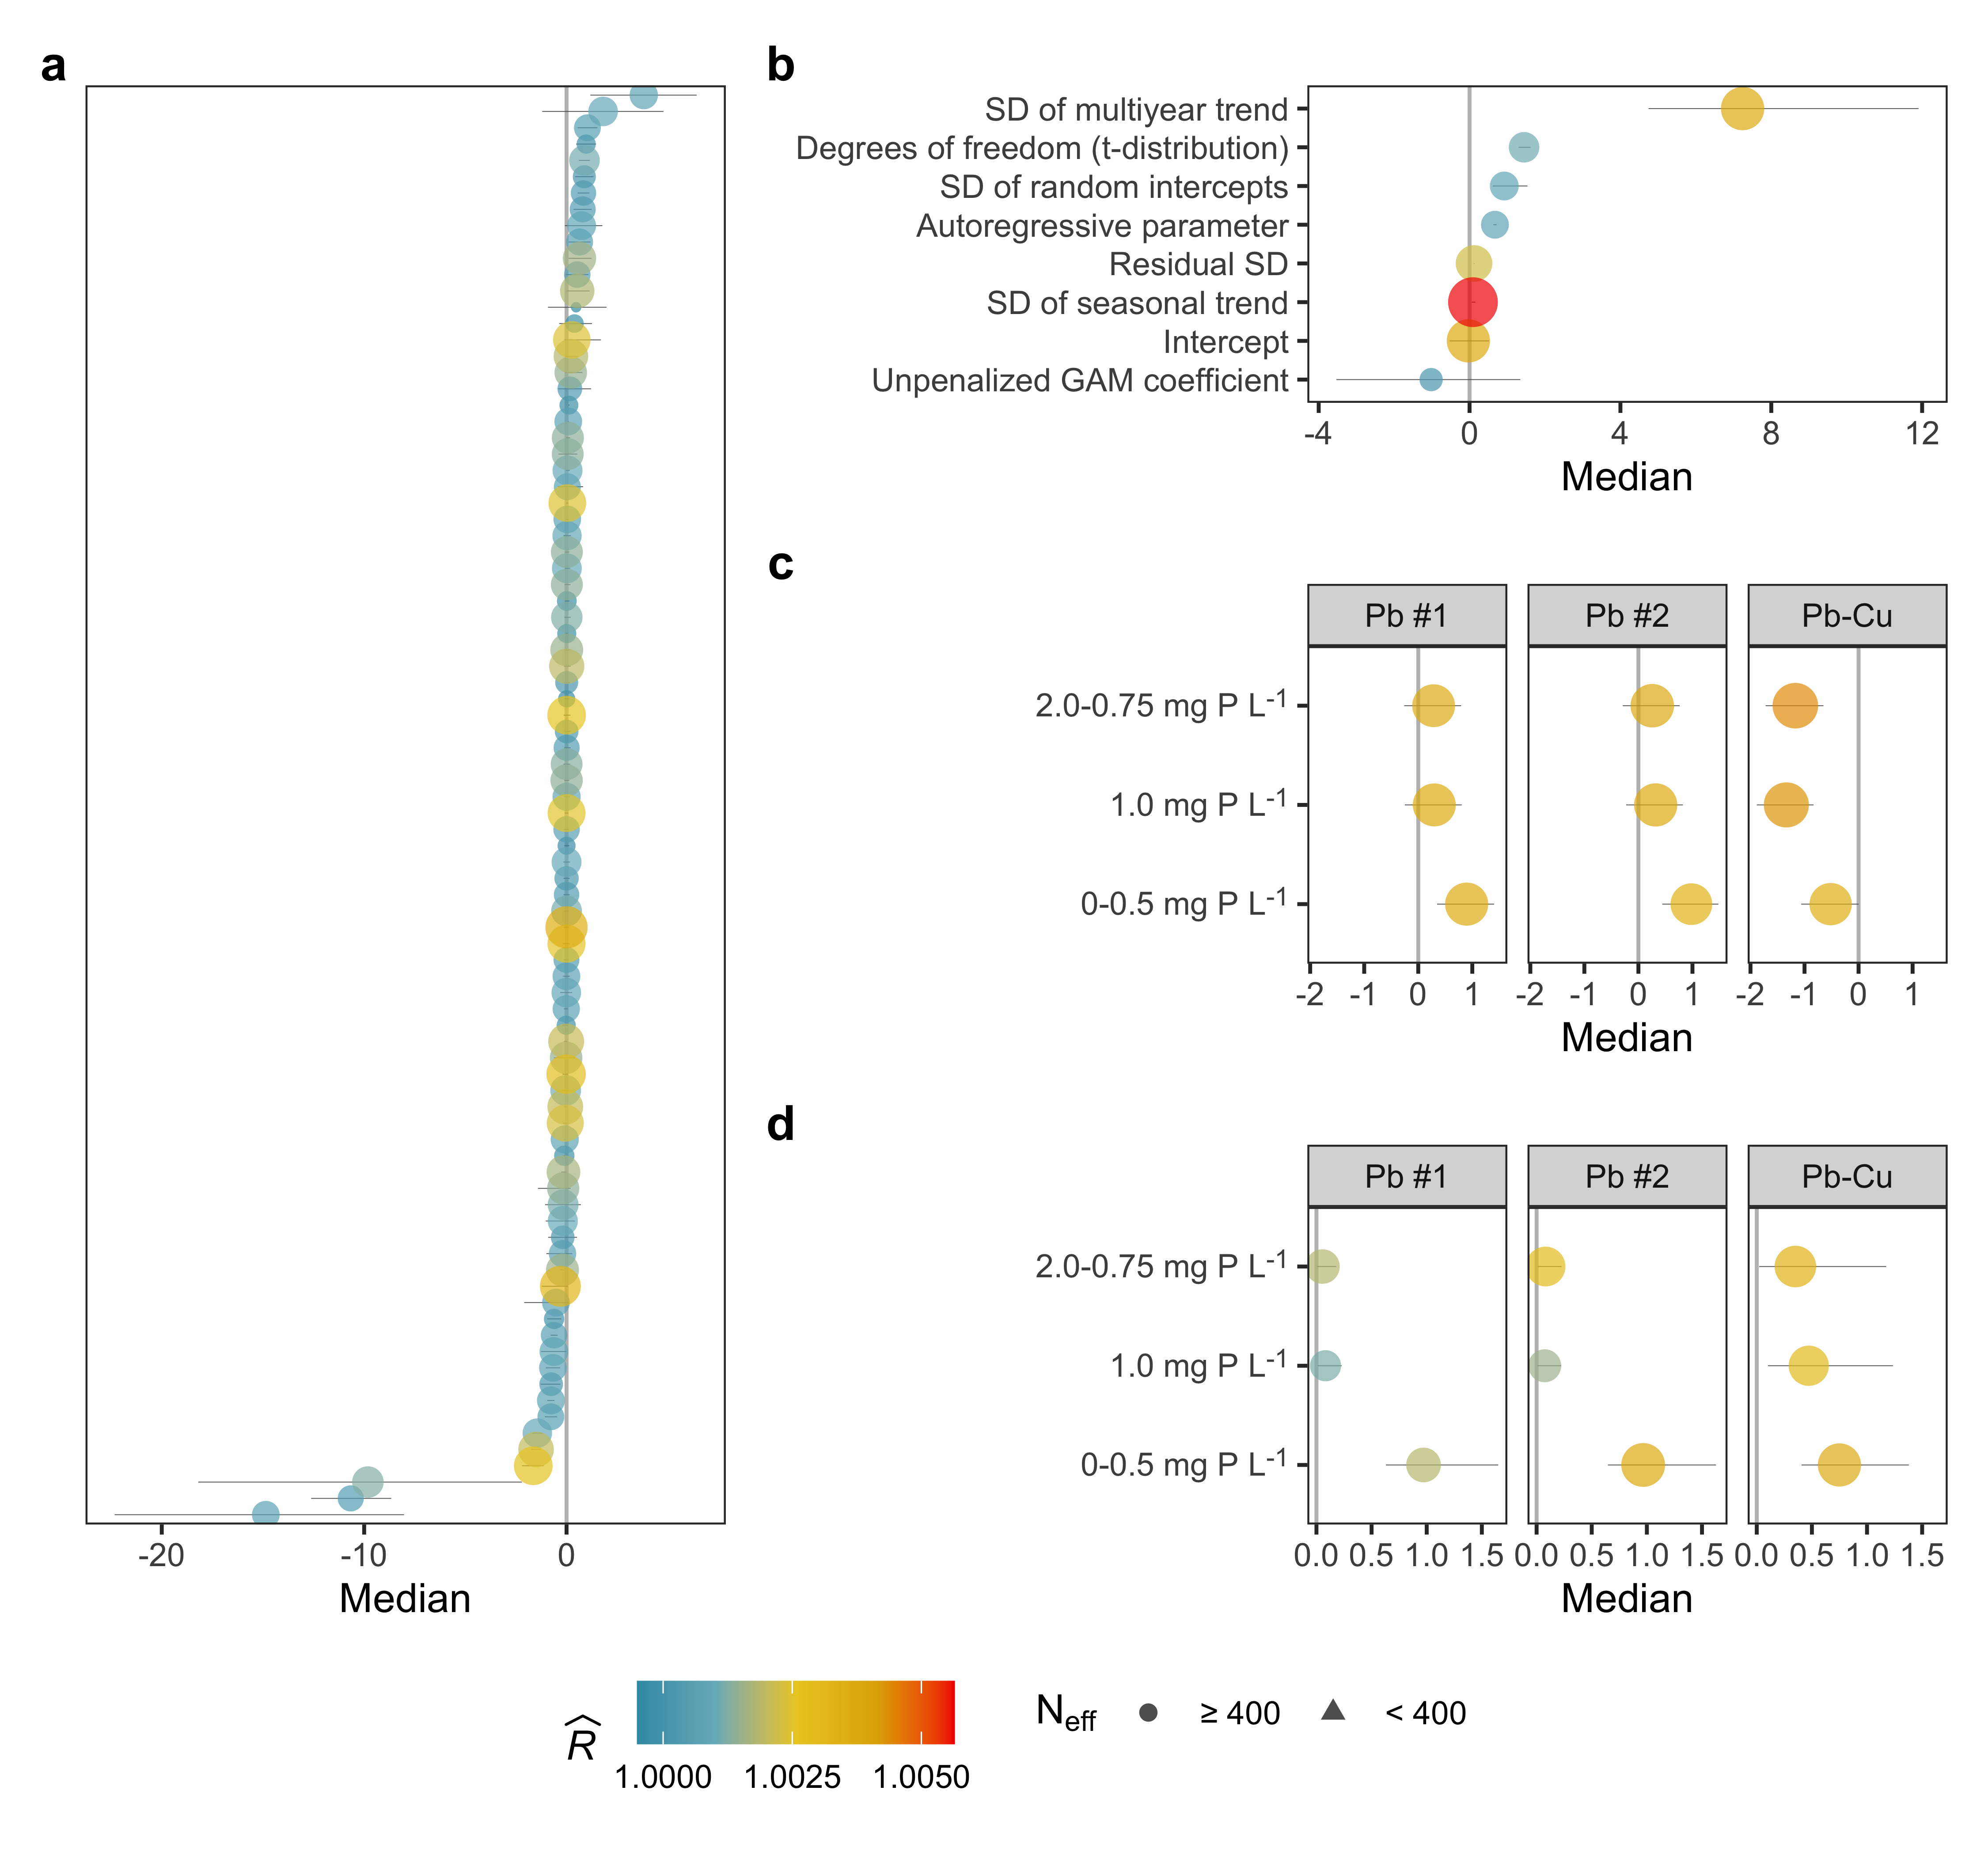 a
-20 -10 0
Median
b
SD of multiyear trend
Degrees of freedom (t-distribution)
SD of random intercepts
Autoregressive parameter
Residual SD
SD of seasonal trend
Intercept
Unpenalized GAM coefficient
-4 0 4 8 12
Median
c
Pb #1 Pb #2 Pb-Cu
2.0-0.75 mg P L⁻¹
1.0 mg P L⁻¹
0-0.5 mg P L⁻¹
-2 -1 0 1 -2 -1 0 1 -2 -1 0 1
Median
d
Pb #1 Pb #2 Pb-Cu
2.0-0.75 mg P L⁻¹
1.0 mg P L⁻¹
0-0.5 mg P L⁻¹
0.0 0.5 1.0 1.5 0.0 0.5 1.0 1.5 0.0 0.5 1.0 1.5
Median
R̂
1.0000 1.0025 1.0050
Neff ≥ 400 < 400